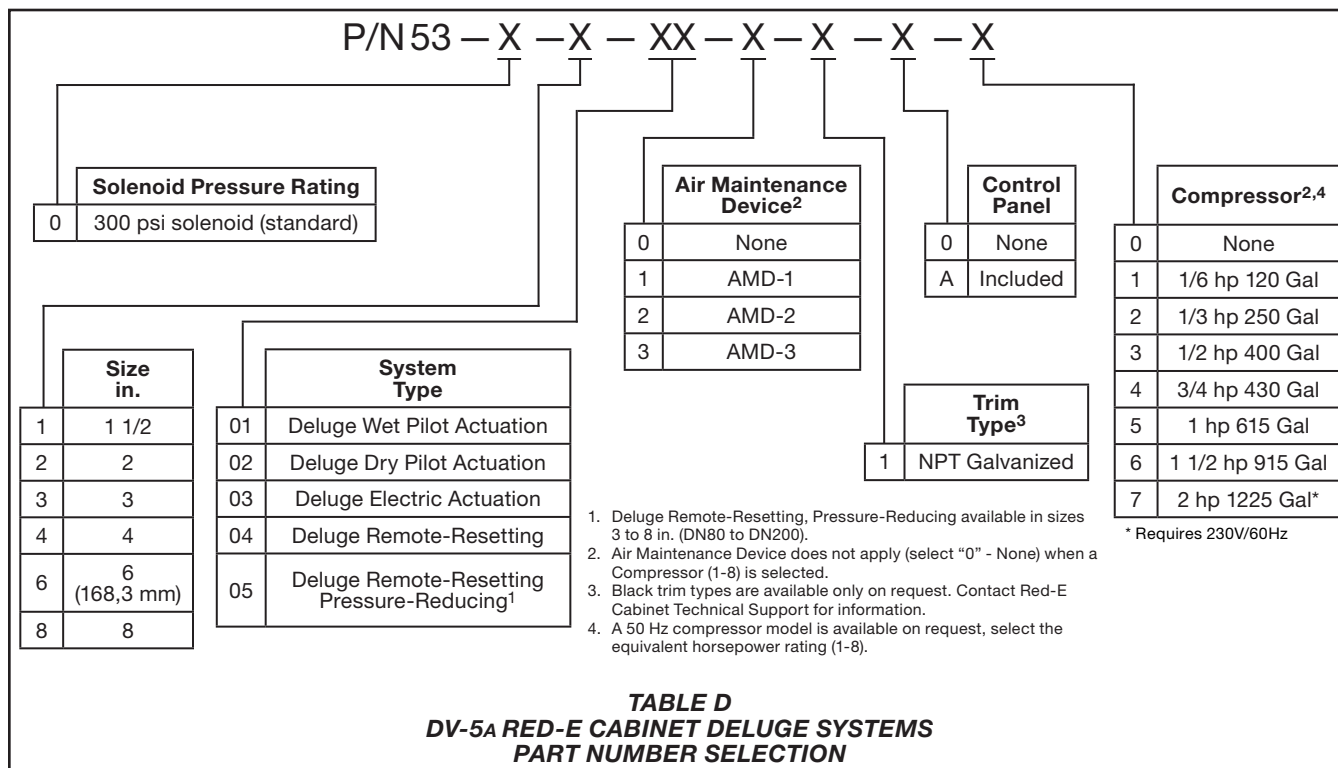 P/N 53 – X – X – XX – X – X – X – X
Solenoid Pressure Rating
0 300 psi solenoid (standard)
Size
in.
1 1 1/2
2 2
3 3
4 4
6 6
(168,3 mm)
8 8
System
Type
01 Deluge Wet Pilot Actuation
02 Deluge Dry Pilot Actuation
03 Deluge Electric Actuation
04 Deluge Remote-Resetting
05 Deluge Remote-Resetting
Pressure-Reducing1
Air Maintenance
Device2
0 None
1 AMD-1
2 AMD-2
3 AMD-3
Trim
Type3
1 NPT Galvanized
Control
Panel
0 None
A Included
Compressor2,4
0 None
1 1/6 hp 120 Gal
2 1/3 hp 250 Gal
3 1/2 hp 400 Gal
4 3/4 hp 430 Gal
5 1 hp 615 Gal
6 1 1/2 hp 915 Gal
7 2 hp 1225 Gal*
* Requires 230V/60Hz
1. Deluge Remote-Resetting, Pressure-Reducing available in sizes
3 to 8 in. (DN80 to DN200).
2. Air Maintenance Device does not apply (select “0” - None) when a
Compressor (1-8) is selected.
3. Black trim types are available only on request. Contact Red-E
Cabinet Technical Support for information.
4. A 50 Hz compressor model is available on request, select the
equivalent horsepower rating (1-8).
TABLE D
DV-5A RED-E CABINET DELUGE SYSTEMS
PART NUMBER SELECTION